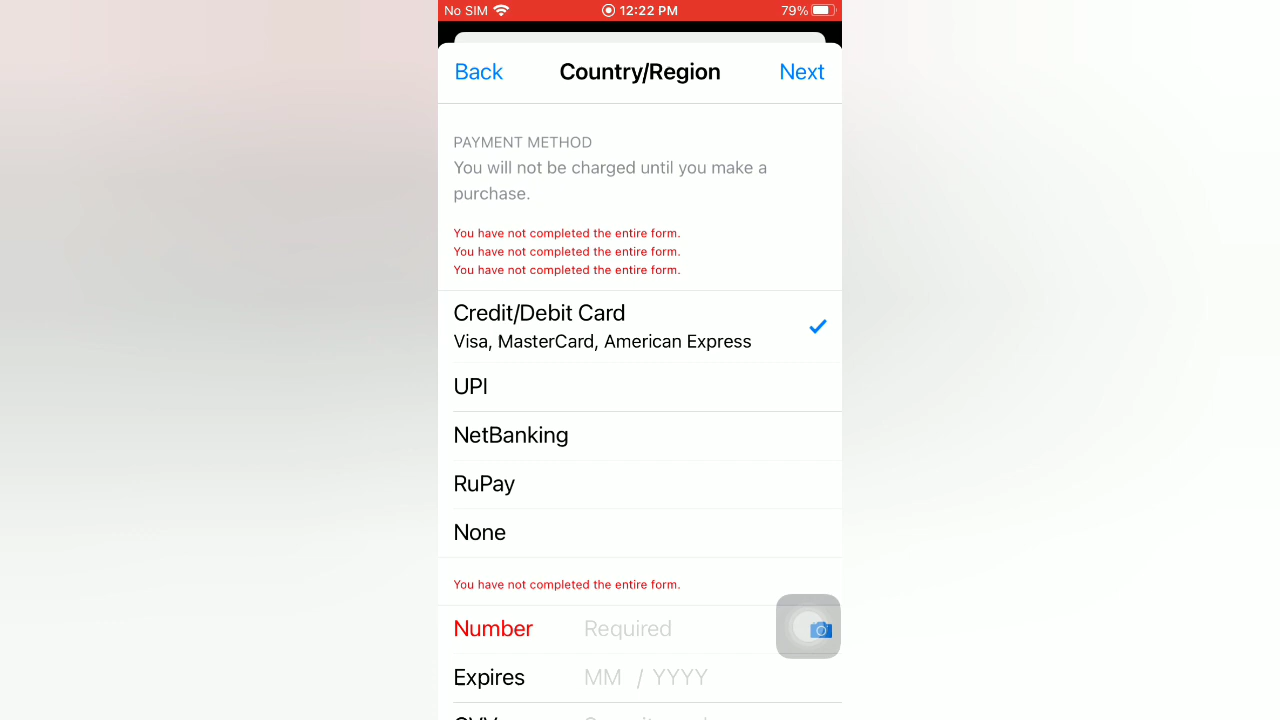 No SIM 12:22 PM 79%
Back Country/Region Next
PAYMENT METHOD
You will not be charged until you make a
purchase.
You have not completed the entire form.
You have not completed the entire form.
You have not completed the entire form.
Credit/Debit Card
Visa, MasterCard, American Express
UPI
NetBanking
RuPay
None
You have not completed the entire form.
Number Required
Expires MM / YYYY